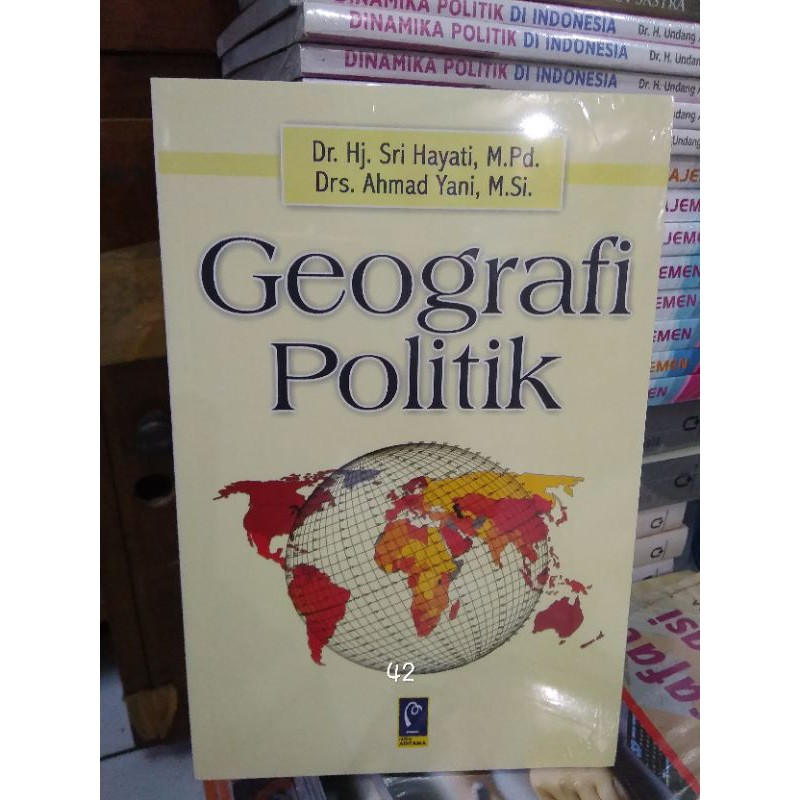 DINAMIKA POLITIK DI INDONESIA
DINAMIKA POLITIK DI INDONESIA Dr. H. Undang
DINAMIKA POLITIK DI INDONESIA Dr. H. Undang
Dr. Hj. Sri Hayati, M.Pd.
Drs. Ahmad Yani, M.Si.
Geografi
Politik
42
ADITAMA